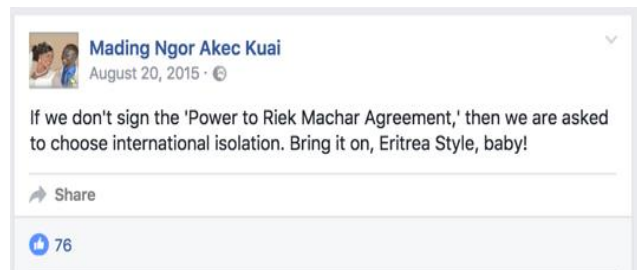 Mading Ngor Akec Kuai
August 20, 2015 ·
If we don't sign the 'Power to Riek Machar Agreement,' then we are asked
to choose international isolation. Bring it on, Eritrea Style, baby!
Share
76